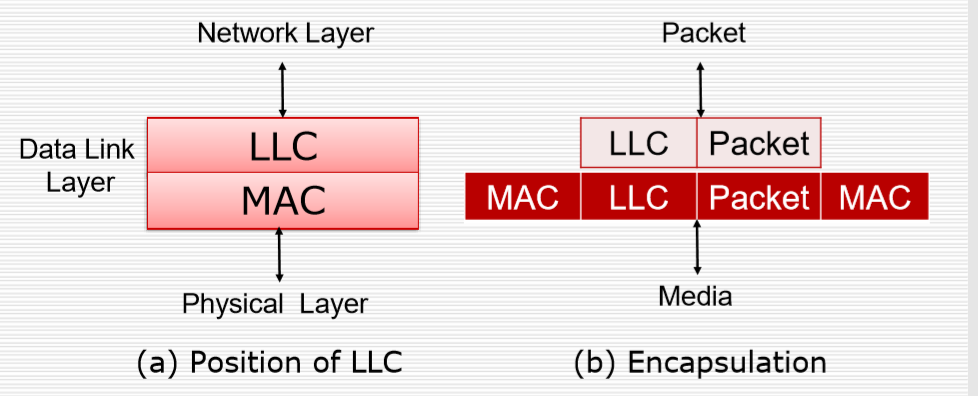 Network Layer
Data Link
Layer
LLC
MAC
Physical Layer
(a) Position of LLC
Packet
LLC Packet
MAC LLC Packet MAC
Media
(b) Encapsulation